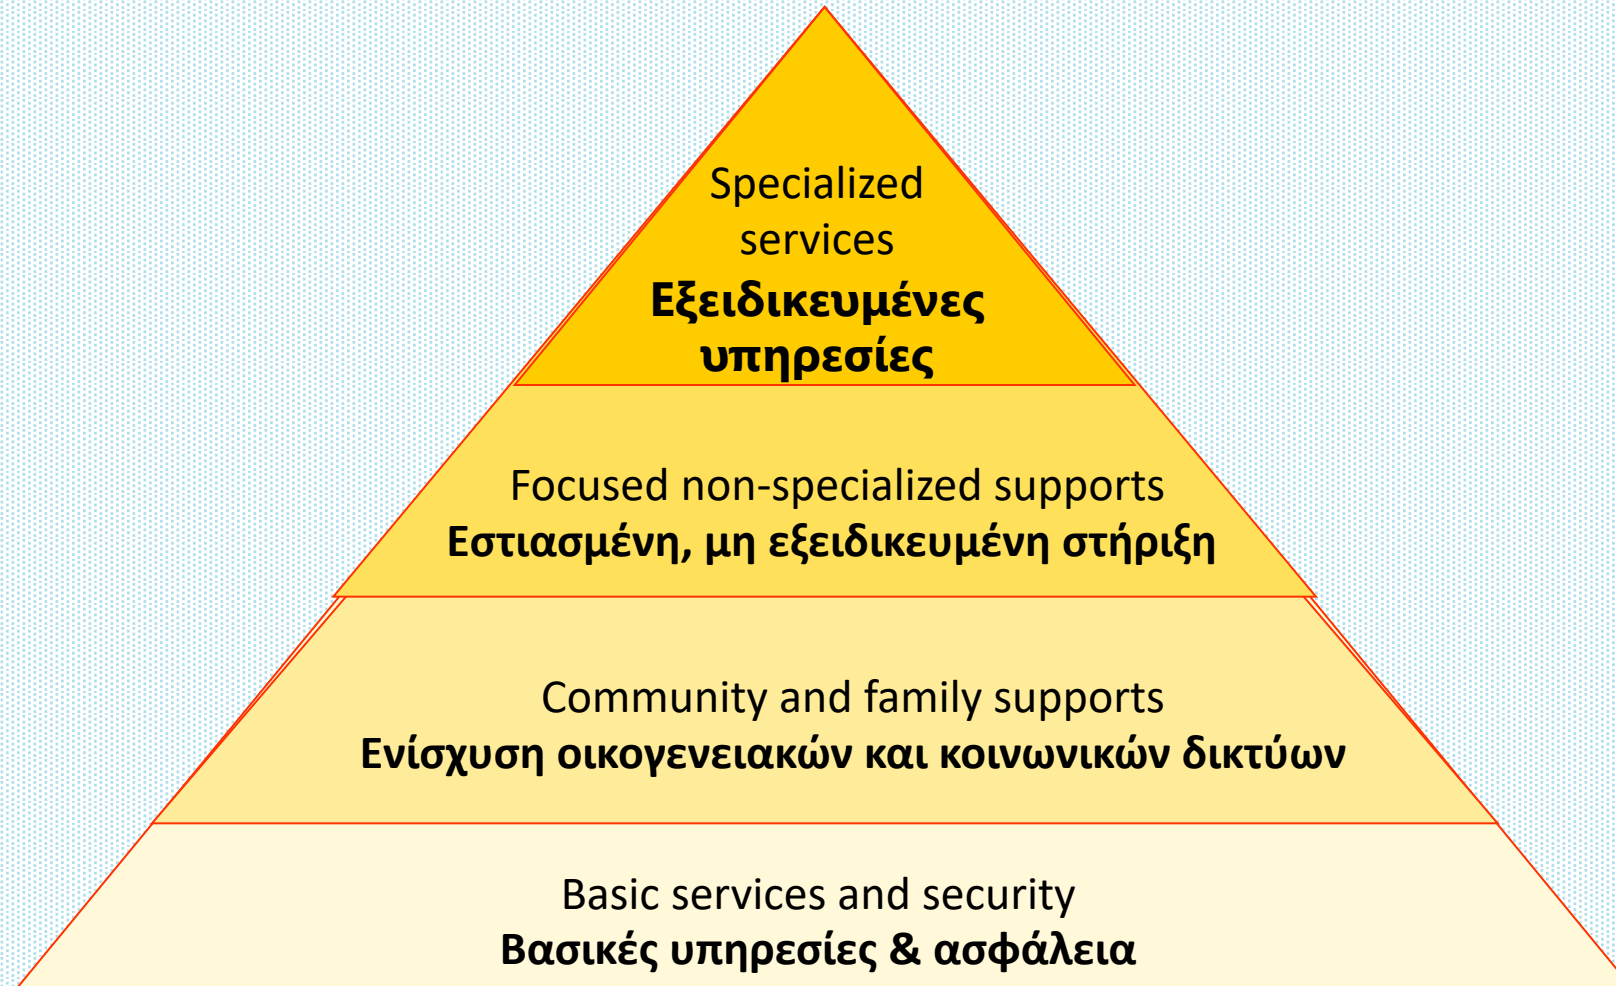 Specialized
services
Εξειδικευμένες
υπηρεσίες
Focused non-specialized supports
Εστιασμένη, μη εξειδικευμένη στήριξη
Community and family supports
Ενίσχυση οικογενειακών και κοινωνικών δικτύων
Basic services and security
Βασικές υπηρεσίες & ασφάλεια